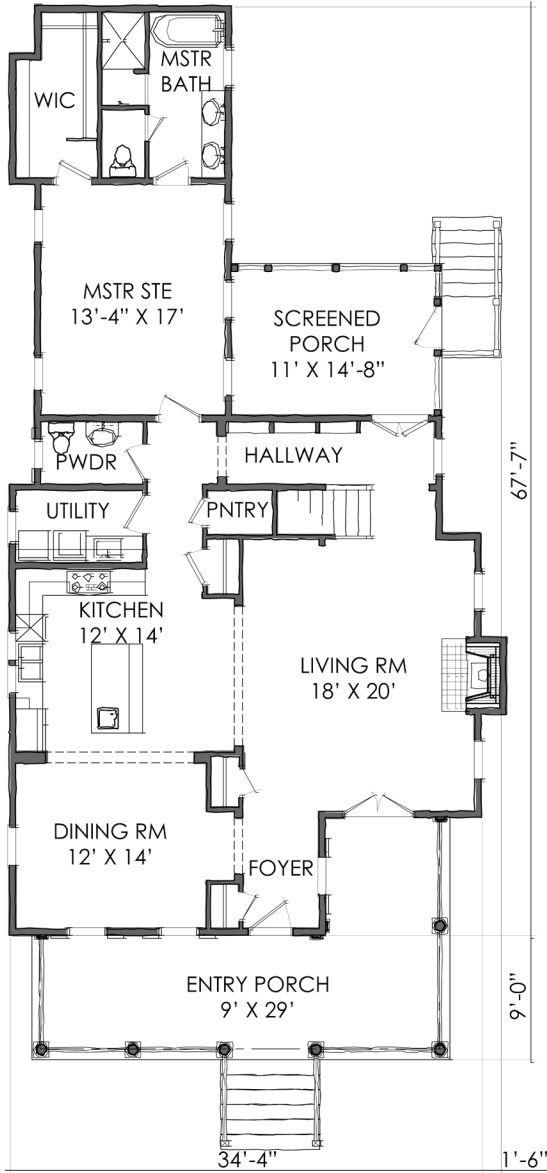 MSTR
BATH
WIC
MSTR STE
13'-4" X 17'
SCREENED
PORCH
11' X 14'-8"
PWDR
HALLWAY
67'-7"
UTILITY
PNTRY
KITCHEN
12' X 14'
LIVING RM
18' X 20'
DINING RM
12' X 14'
FOYER
ENTRY PORCH
9' X 29'
9'-0"
34'-4"
1'-6"